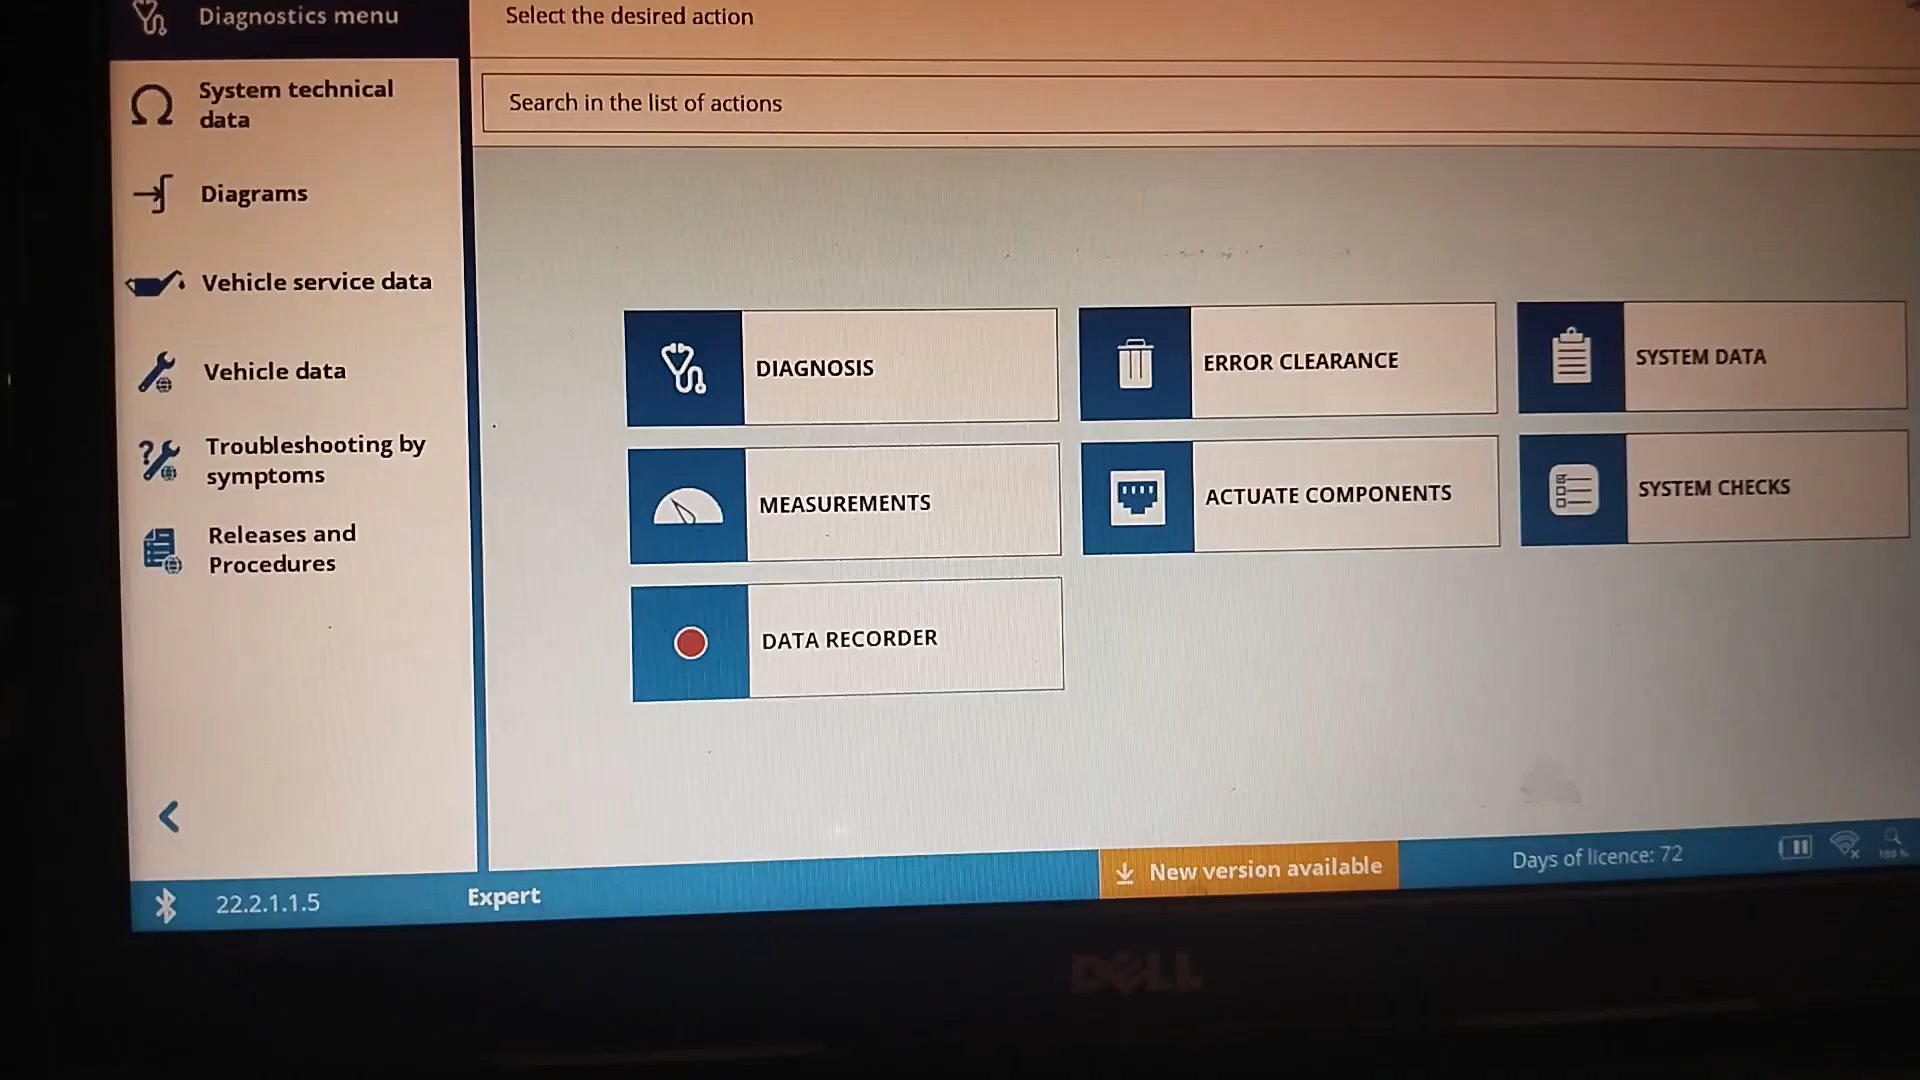 Diagnostics menu
Select the desired action
System technical
data
Search in the list of actions
Diagrams
Vehicle service data
Vehicle data
Troubleshooting by
symptoms
Releases and
Procedures
DIAGNOSIS
ERROR CLEARANCE
SYSTEM DATA
MEASUREMENTS
ACTUATE COMPONENTS
SYSTEM CHECKS
DATA RECORDER
22.2.1.1.5
Expert
New version available
Days of licence: 72
100 %
DELL